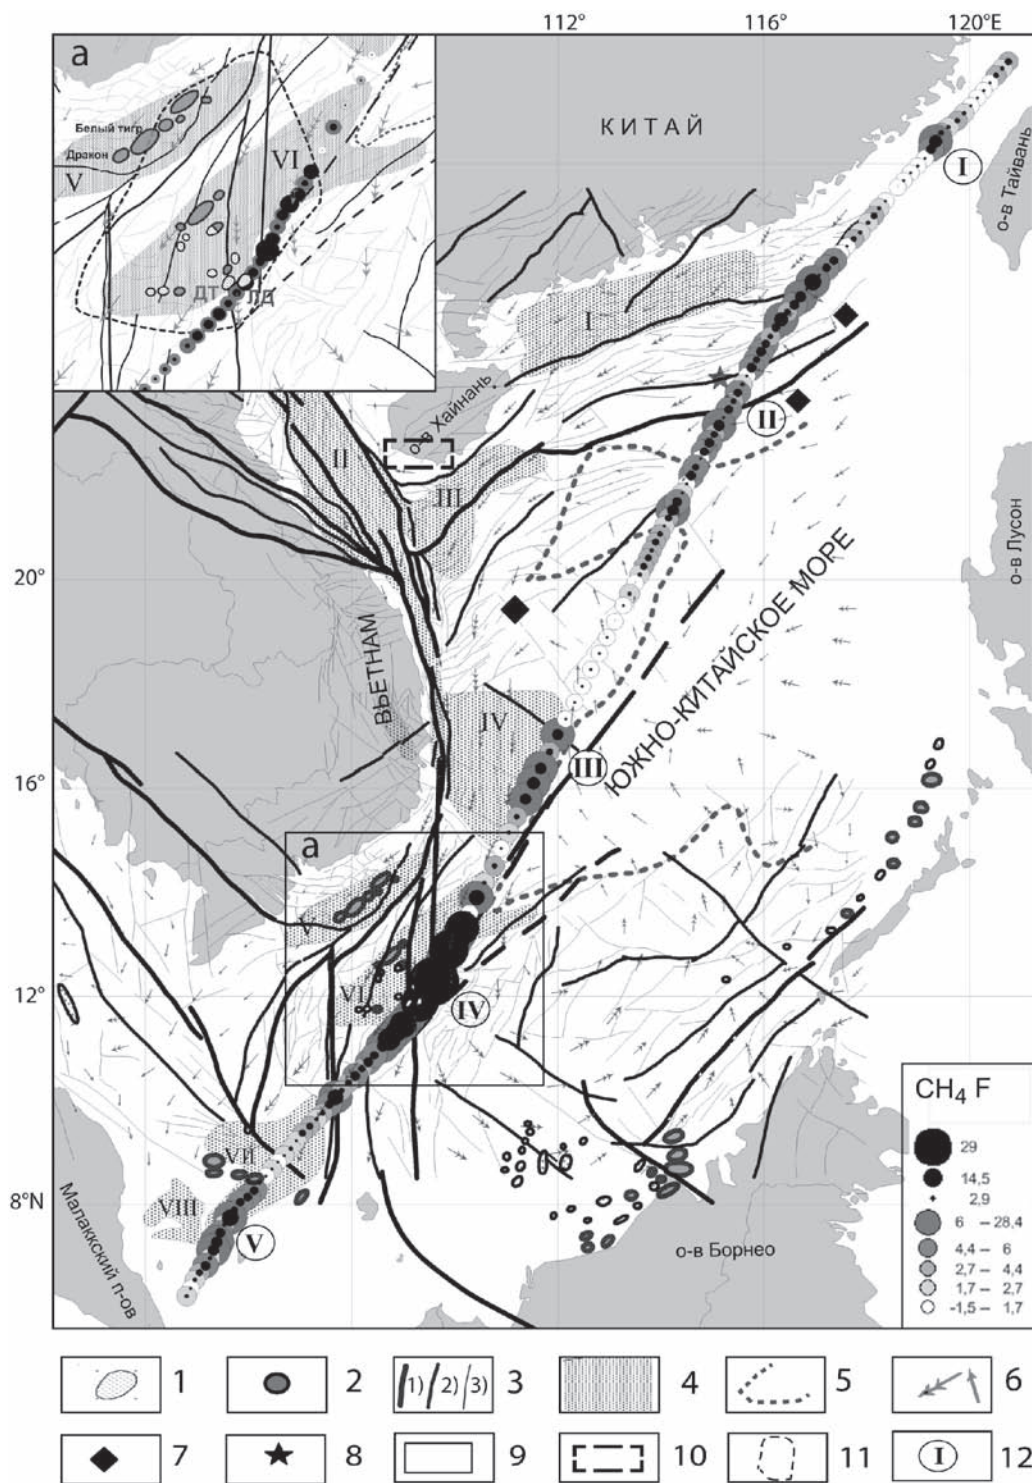 112° 116° 120°E
а
КИТАЙ
о-в Тайвань
I
Белый тигр
Дракон
V
VI
ДТ
ЛД
I
о-в Хайнань
II
II
III
о-в Лусон
20°
ВЬЕТНАМ
ЮЖНО-КИТАЙСКОЕ МОРЕ
IV
III
16°
а
V
VI
IV
12°
CH₄ F
29
14,5
2,9
6 – 28,4
4,4 – 6
2,7 – 4,4
1,7 – 2,7
-1,5 – 1,7
VII
8°N
VIII
V
Малаккский п-ов
о-в Борнео
1 2 1) 2) 3) 3 4 5 6
7 8 9 10 11 I 12